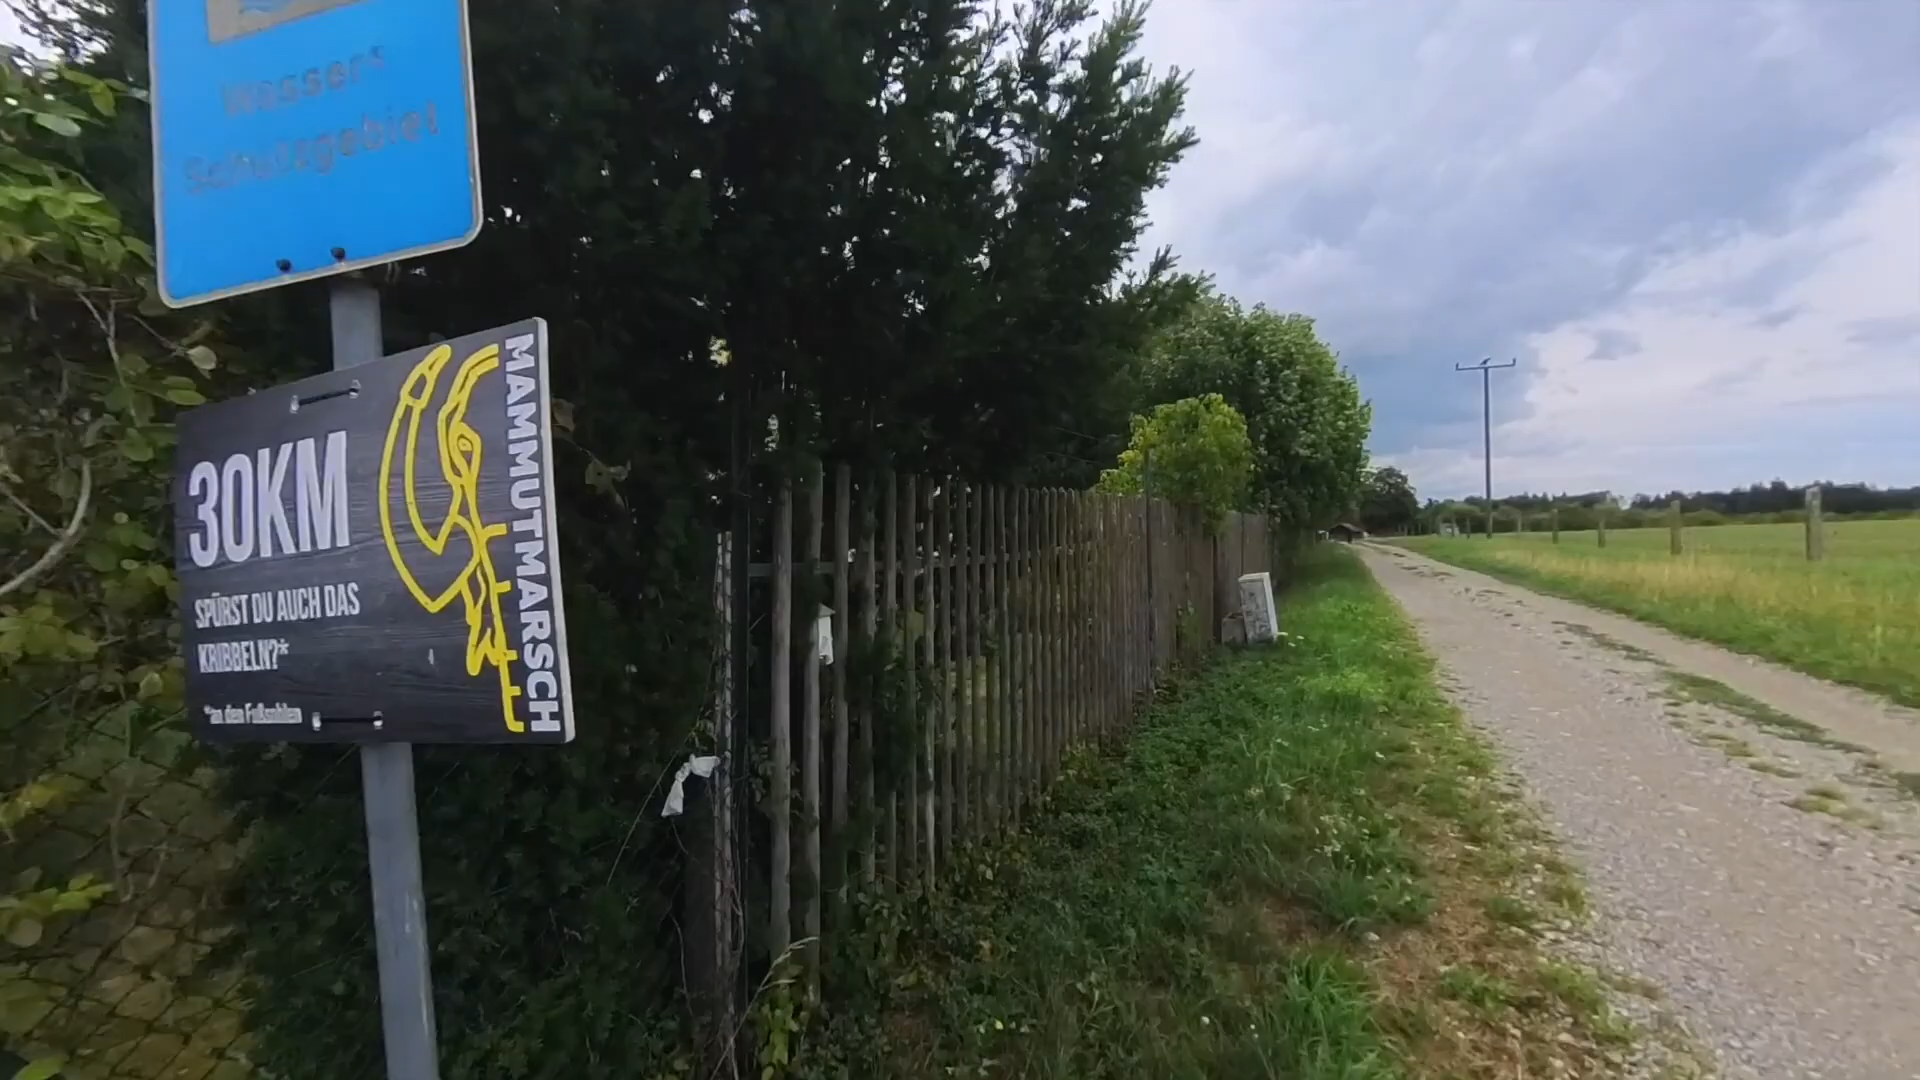 Wasser-
Schutzgebiet
30KM
SPÜRST DU AUCH DAS
KRIBBELN?*
*an den Fußsohlen
MAMMUTMARSCH